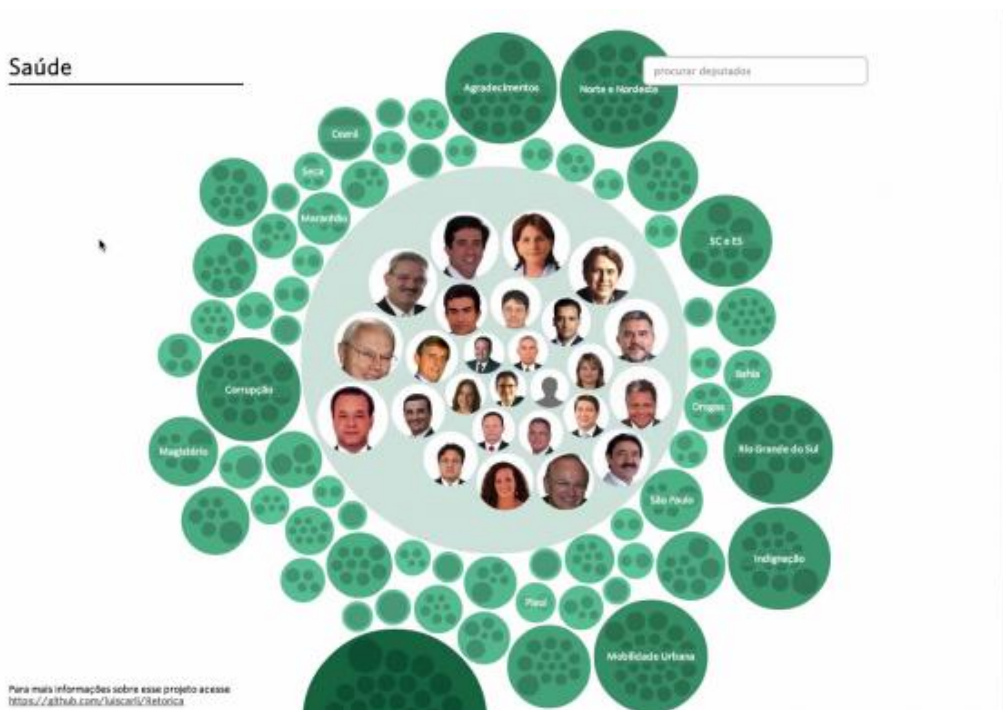 Saúde
procurar deputados
Agradecimentos
Norte e Nordeste
Seca
Maranhão
SC e ES
Bahia
Corrupção
Drogas
Magistério
Rio Grande do Sul
São Paulo
Indignação
Piauí
Mobilidade Urbana
Para mais informações sobre esse projeto acesse
https://github.com/luiscarli/Retorica